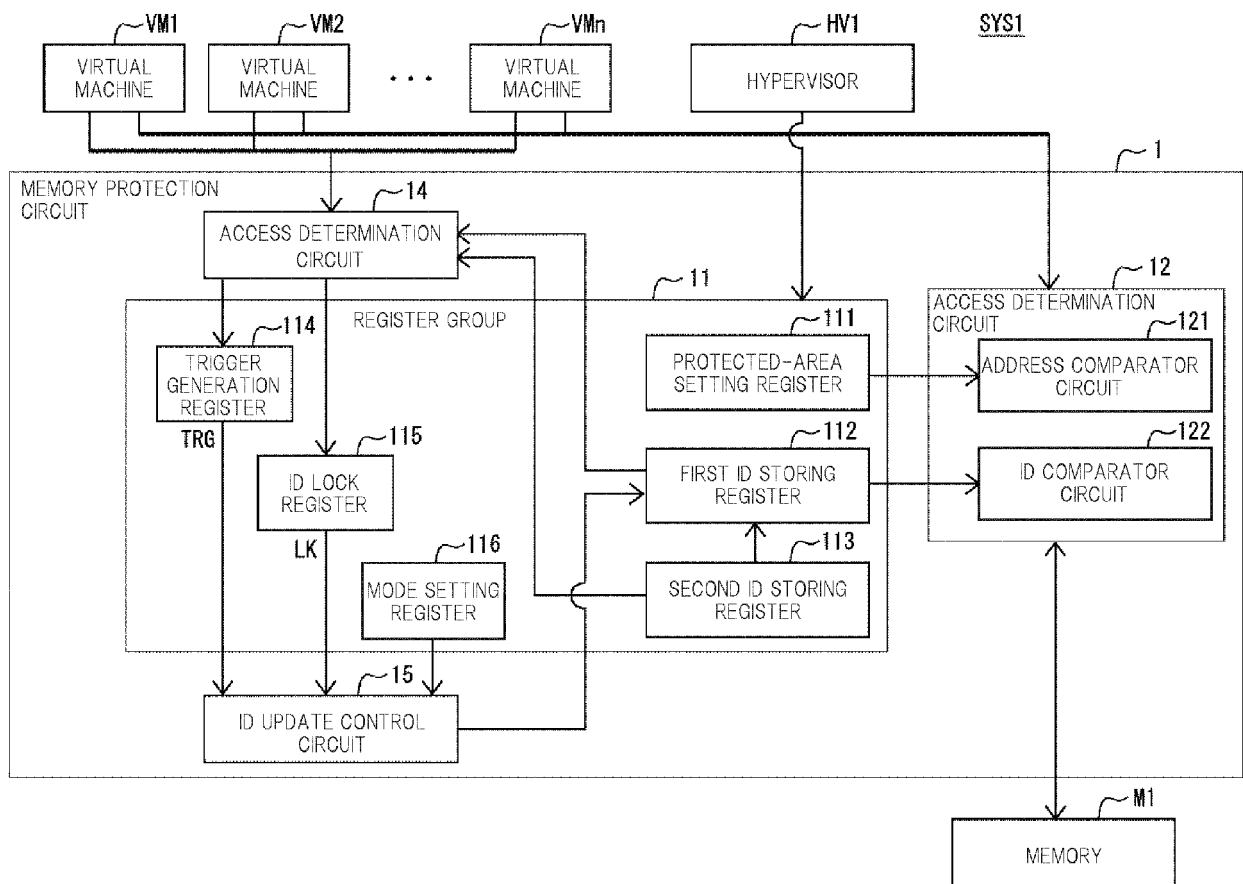 VM1
VM2
VMn
HV1
SYS1
VIRTUAL
MACHINE
VIRTUAL
MACHINE
...
VIRTUAL
MACHINE
HYPERVISOR
1
MEMORY PROTECTION
CIRCUIT
14
ACCESS DETERMINATION
CIRCUIT
11
REGISTER GROUP
12
ACCESS DETERMINATION
CIRCUIT
114
TRIGGER
GENERATION
REGISTER
TRG
111
PROTECTED-AREA
SETTING REGISTER
121
ADDRESS COMPARATOR
CIRCUIT
115
ID LOCK
REGISTER
LK
112
FIRST ID STORING
REGISTER
122
ID COMPARATOR
CIRCUIT
116
MODE SETTING
REGISTER
113
SECOND ID STORING
REGISTER
15
ID UPDATE CONTROL
CIRCUIT
M1
MEMORY